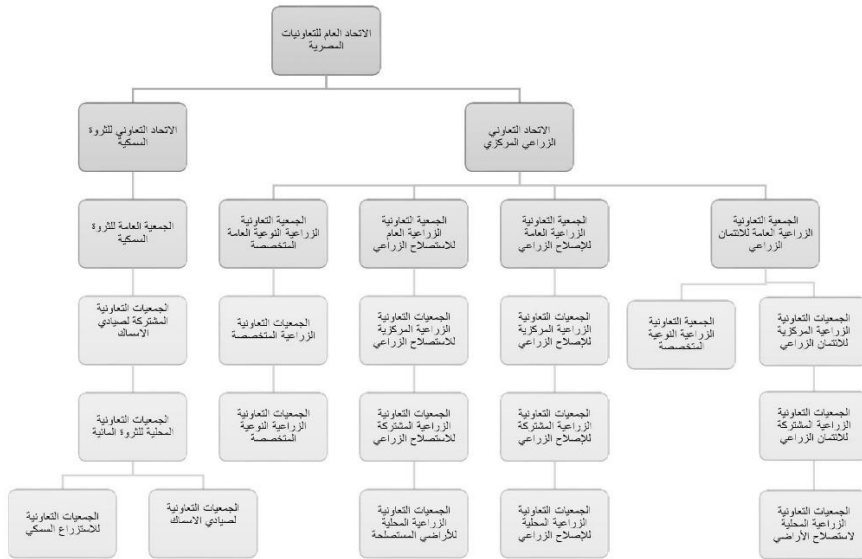 الاتحاد العام للتعاونيات
المصرية
الاتحاد التعاوني
الزراعي المركزي
الاتحاد التعاوني للثروة
السمكية
الجمعية التعاونية
الزراعية العامة للائتمان
الزراعي
الجمعية التعاونية
الزراعية العامة
للإصلاح الزراعي
الجمعية التعاونية
الزراعية العام
للاستصلاح الزراعي
الجمعية التعاونية
الزراعية النوعية العامة
المتخصصة
الجمعية العامة للثروة
السمكية
الجمعيات التعاونية
الزراعية المركزية
للائتمان الزراعي
الجمعية التعاونية
الزراعية النوعية
المتخصصة
الجمعيات التعاونية
الزراعية المركزية
للإصلاح الزراعي
الجمعيات التعاونية
الزراعية المركزية
للاستصلاح الزراعي
الجمعيات التعاونية
الزراعية المتخصصة
الجمعيات التعاونية
المشتركة لصيادي
الاسماك
الجمعيات التعاونية
الزراعية المشتركة
للائتمان الزراعي
الجمعيات التعاونية
الزراعية المشتركة
للإصلاح الزراعي
الجمعيات التعاونية
الزراعية المشتركة
للاستصلاح الزراعي
الجمعيات التعاونية
الزراعية النوعية
المتخصصة
الجمعيات التعاونية
المحلية للثروة المائية
الجمعيات التعاونية
الزراعية المحلية
لاستصلاح الأراضي
الجمعيات التعاونية
الزراعية المحلية
للإصلاح الزراعي
الجمعيات التعاونية
الزراعية المحلية
للأراضي المستصلحة
الجمعيات التعاونية
لصيادي الاسماك
الجمعيات التعاونية
للاستزراع السمكي